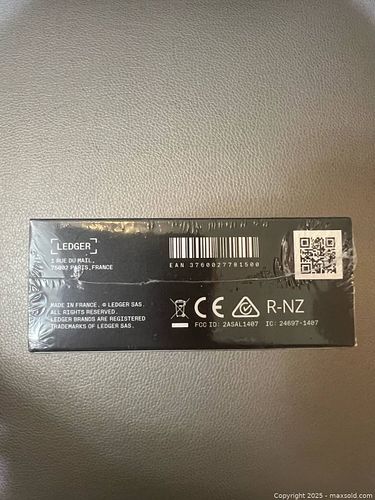 LEDGER
1 RUE DU MAIL,
75002 PARIS, FRANCE
EAN 3760027781500
MADE IN FRANCE. © LEDGER SAS.
ALL RIGHTS RESERVED.
LEDGER BRANDS ARE REGISTERED
TRADEMARKS OF LEDGER SAS.
CE R-NZ
FCC ID: 2ASAL1407 IC: 24697-1407
Copyright 2025 - maxsold.com